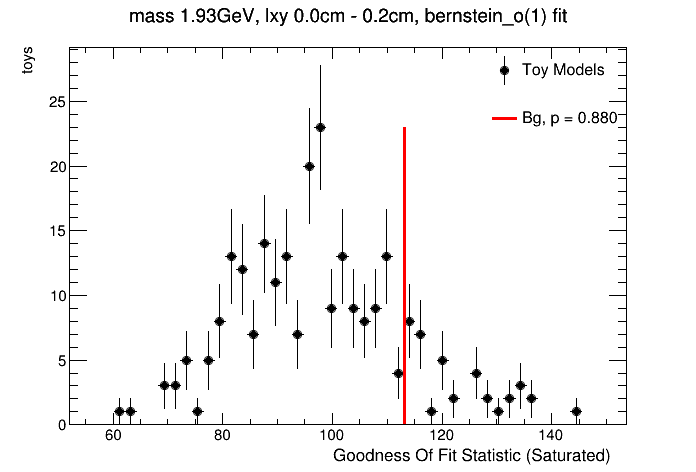 mass 1.93GeV, lxy 0.0cm - 0.2cm, bernstein_o(1) fit
toys
Toy Models
Bg, p = 0.880
25
20
15
10
5
0
60 80 100 120 140
Goodness Of Fit Statistic (Saturated)